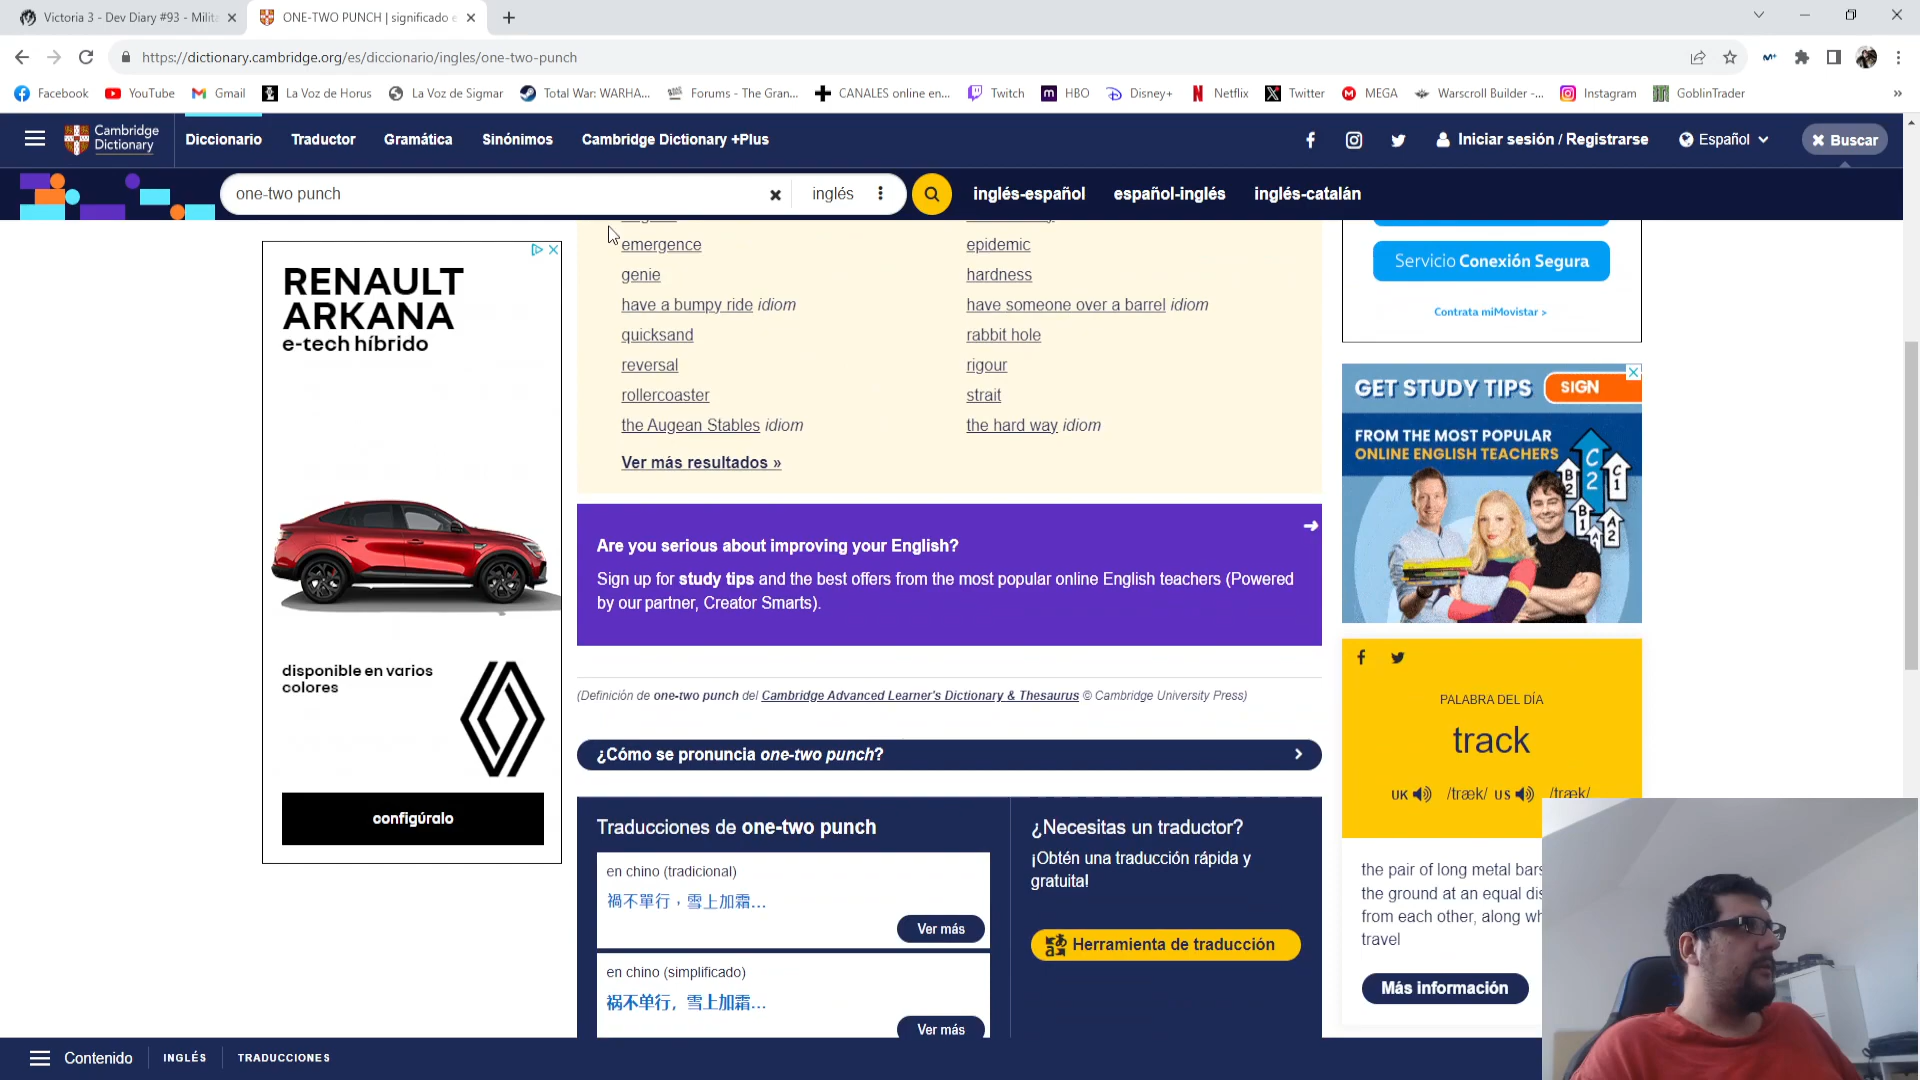 Victoria 3 - Dev Diary #93 - Milita
ONE-TWO PUNCH | significado e
https://dictionary.cambridge.org/es/diccionario/ingles/one-two-punch
Facebook YouTube Gmail La Voz de Horus La Voz de Sigmar Total War: WARHA... Forums - The Gran... CANALES online en... Twitch HBO Disney+ Netflix Twitter MEGA Warscroll Builder -... Instagram GoblinTrader
Cambridge
Dictionary
Diccionario Traductor Gramática Sinónimos Cambridge Dictionary +Plus Iniciar sesión / Registrarse Español Buscar
one-two punch inglés inglés-español español-inglés inglés-catalán
emergence epidemic
genie hardness
have a bumpy ride idiom have someone over a barrel idiom
quicksand rabbit hole
reversal rigour
rollercoaster strait
the Augean Stables idiom the hard way idiom
Ver más resultados »
RENAULT
ARKANA
e-tech híbrido
disponible en varios
colores
configúralo
Are you serious about improving your English?
Sign up for study tips and the best offers from the most popular online English teachers (Powered
by our partner, Creator Smarts).
(Definición de one-two punch del Cambridge Advanced Learner's Dictionary & Thesaurus © Cambridge University Press)
¿Cómo se pronuncia one-two punch?
Traducciones de one-two punch
en chino (tradicional)
禍不單行，雪上加霜…
Ver más
en chino (simplificado)
祸不单行, 雪上加霜…
Ver más
¿Necesitas un traductor?
¡Obtén una traducción rápida y
gratuita!
Herramienta de traducción
Servicio Conexión Segura
Contrata miMovistar >
GET STUDY TIPS SIGN
FROM THE MOST POPULAR
ONLINE ENGLISH TEACHERS
C2
C1
B2
B1
A2
PALABRA DEL DÍA
track
UK /træk/ US /træk/
the pair of long metal bars
the ground at an equal dis
from each other, along wh
travel
Más información
Contenido INGLÉS TRADUCCIONES